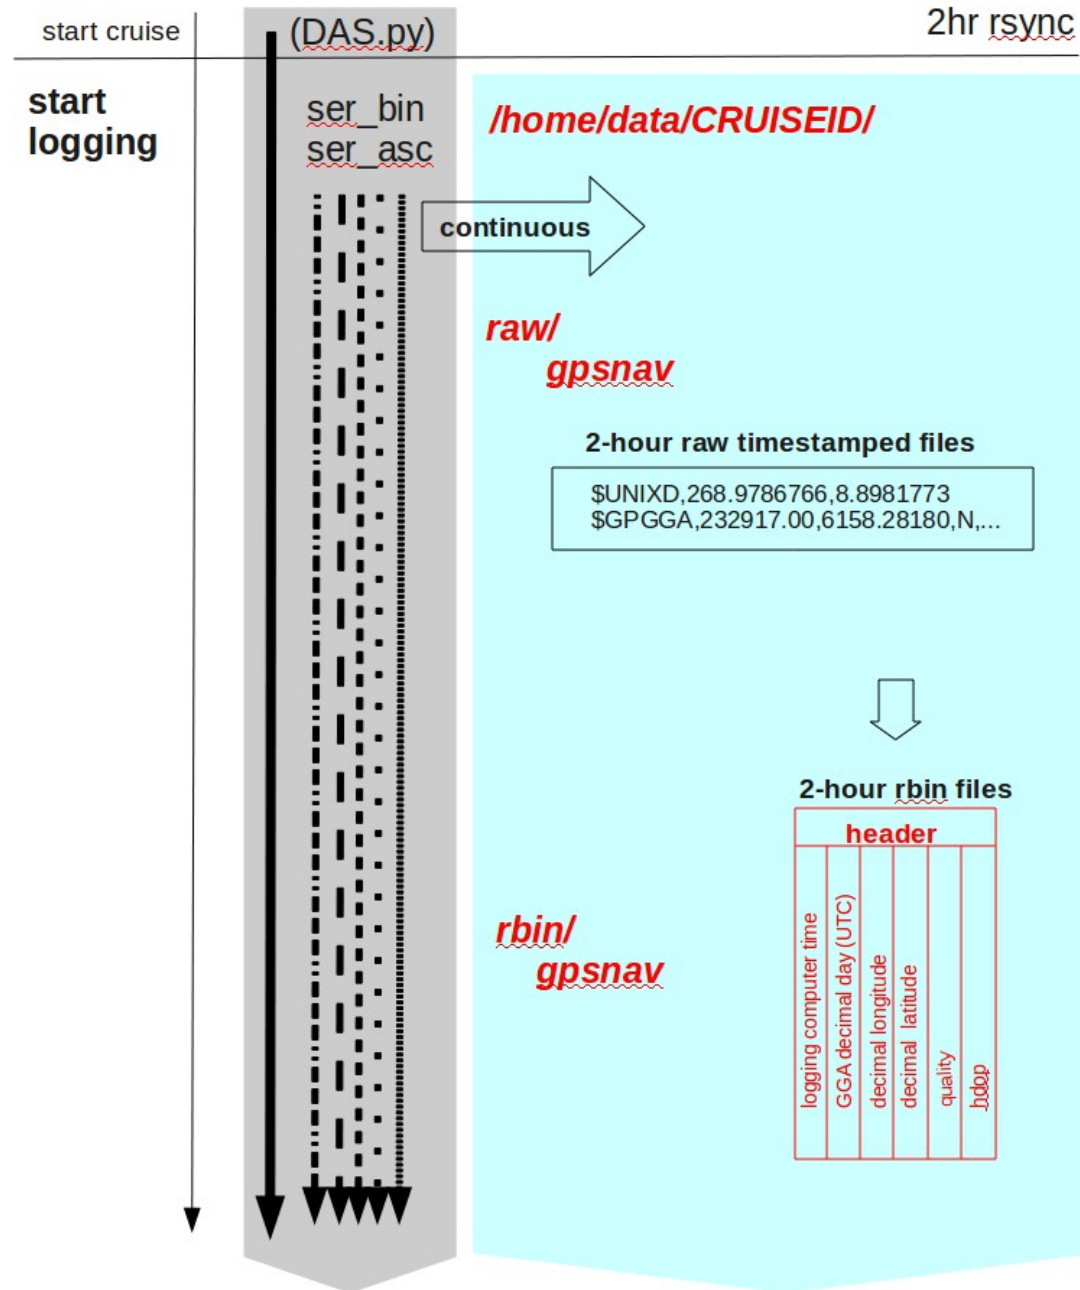 start cruise
(DAS.py)
2hr rsync
start
logging
ser_bin
ser_asc
/home/data/CRUISEID/
continuous
raw/
gpsnav
2-hour raw timestamped files
$UNIXD,268.9786766,8.8981773
$GPGGA,232917.00,6158.28180,N,...
2-hour rbin files
header
logging computer time
GGA decimal day (UTC)
decimal longitude
decimal latitude
quality
hdop
rbin/
gpsnav